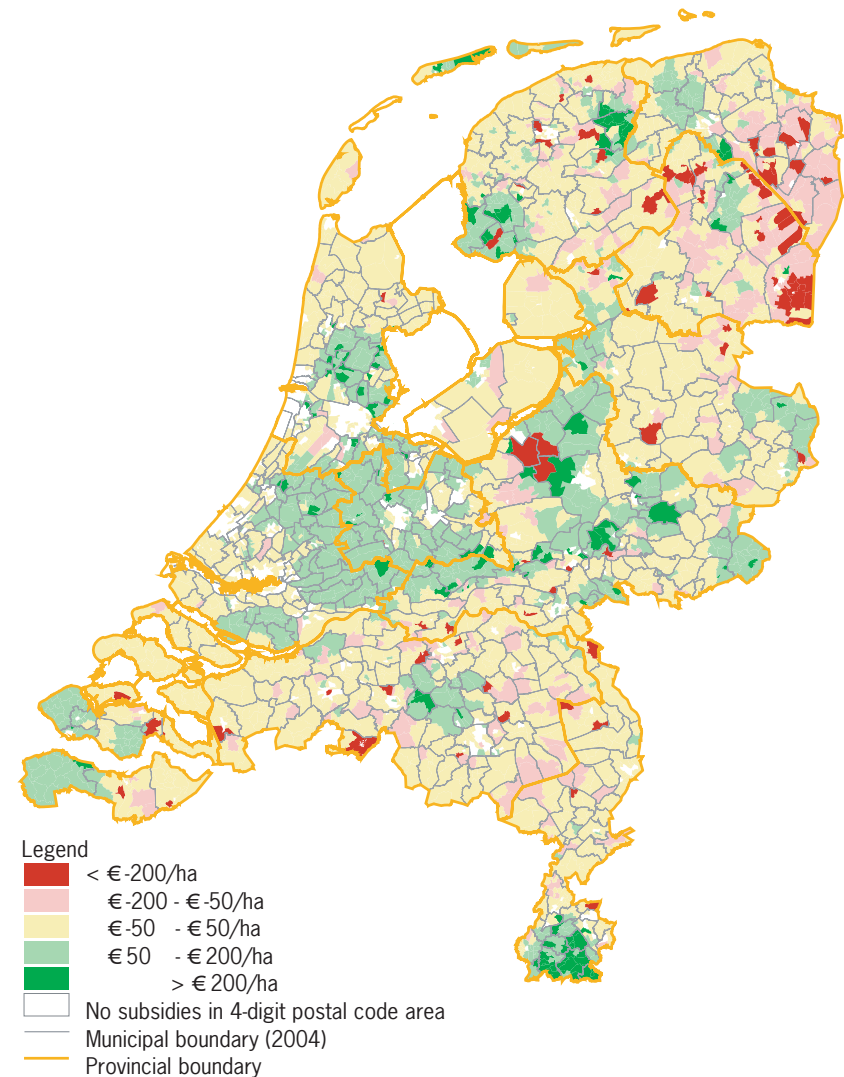 Legend
< €-200/ha
€-200 - €-50/ha
€-50 - €50/ha
€50 - €200/ha
> €200/ha
No subsidies in 4-digit postal code area
Municipal boundary (2004)
Provincial boundary